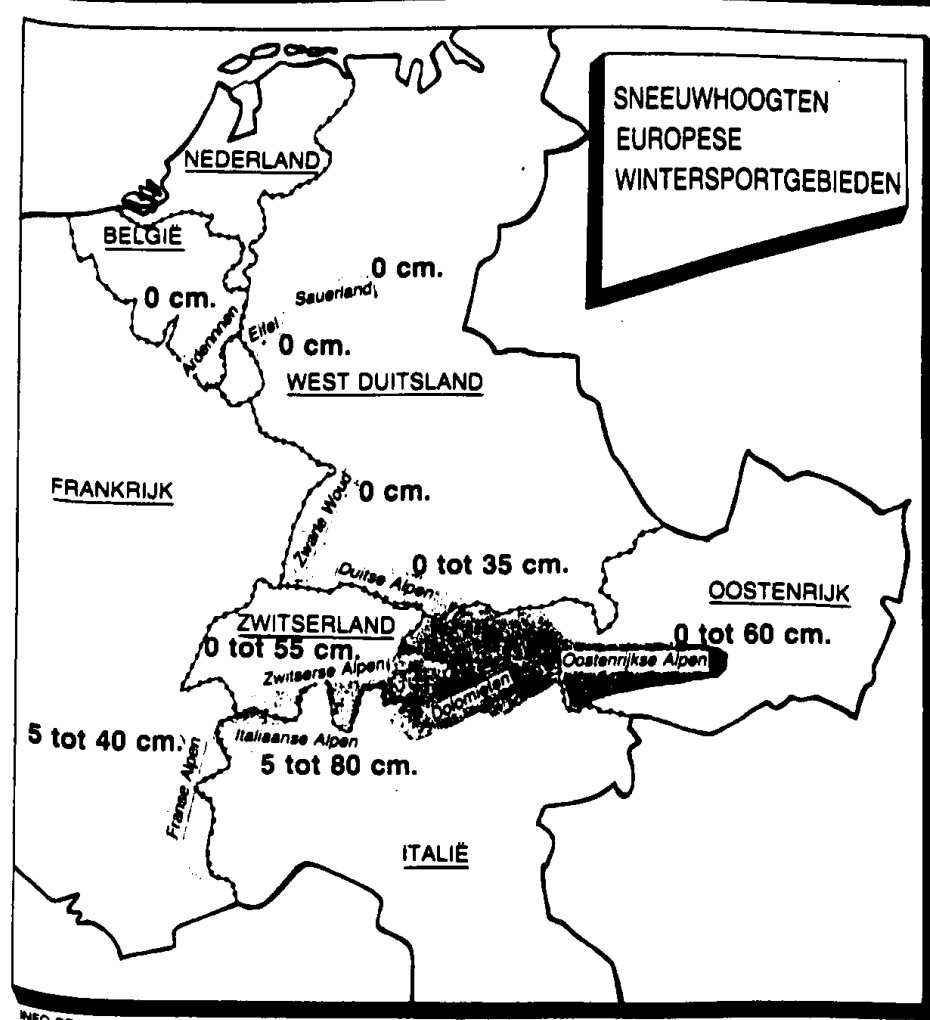 SNEEUWHOOGTEN
EUROPESE
WINTERSPORTGEBIEDEN
NEDERLAND
BELGIË
0 cm.
Sauerland
0 cm.
Ardennnen
Eifel
0 cm.
WEST DUITSLAND
FRANKRIJK
Zwarte Woud
0 cm.
0 tot 35 cm.
Duitse Alpen
OOSTENRIJK
ZWITSERLAND
0 tot 55 cm.
0 tot 60 cm.
Zwitserse Alpen
Oostenrijkse Alpen
Dolomieten
5 tot 40 cm.
Franse Alpen
Italiaanse Alpen
5 tot 80 cm.
ITALIË
INFO